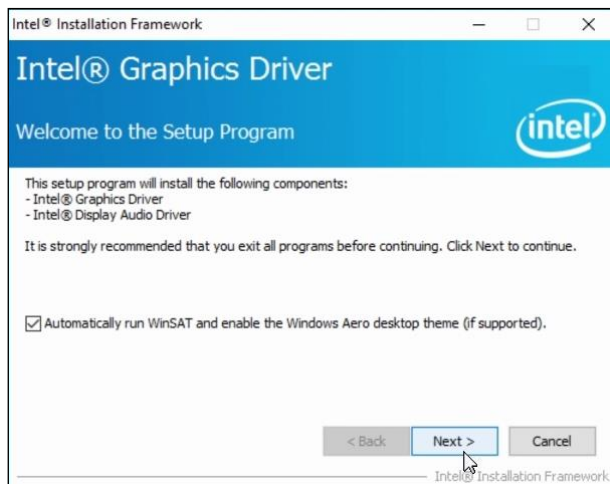 Intel® Installation Framework
Intel® Graphics Driver
Welcome to the Setup Program
intel
This setup program will install the following components:
- Intel® Graphics Driver
- Intel® Display Audio Driver
It is strongly recommended that you exit all programs before continuing. Click Next to continue.
Automatically run WinSAT and enable the Windows Aero desktop theme (if supported).
< Back Next > Cancel
Intel® Installation Framework